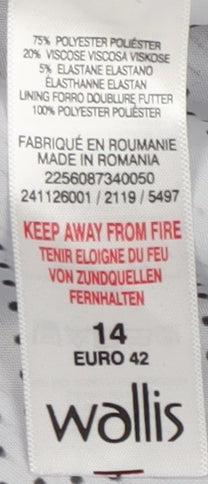 75% POLYESTER POLIÉSTER
20% VISCOSE VISCOSA VISKOSE
5% ELASTANE ELASTANO
ÉLASTHANNE ELASTAN
LINING FORRO DOUBLURE FUTTER
100% POLYESTER POLIÉSTER
FABRIQUÉ EN ROUMANIE
MADE IN ROMANIA
2256087340050
241126001 / 2119 / 5497
KEEP AWAY FROM FIRE
TENIR ELOIGNE DU FEU
VON ZUNDQUELLEN
FERNHALTEN
14
EURO 42
wallis